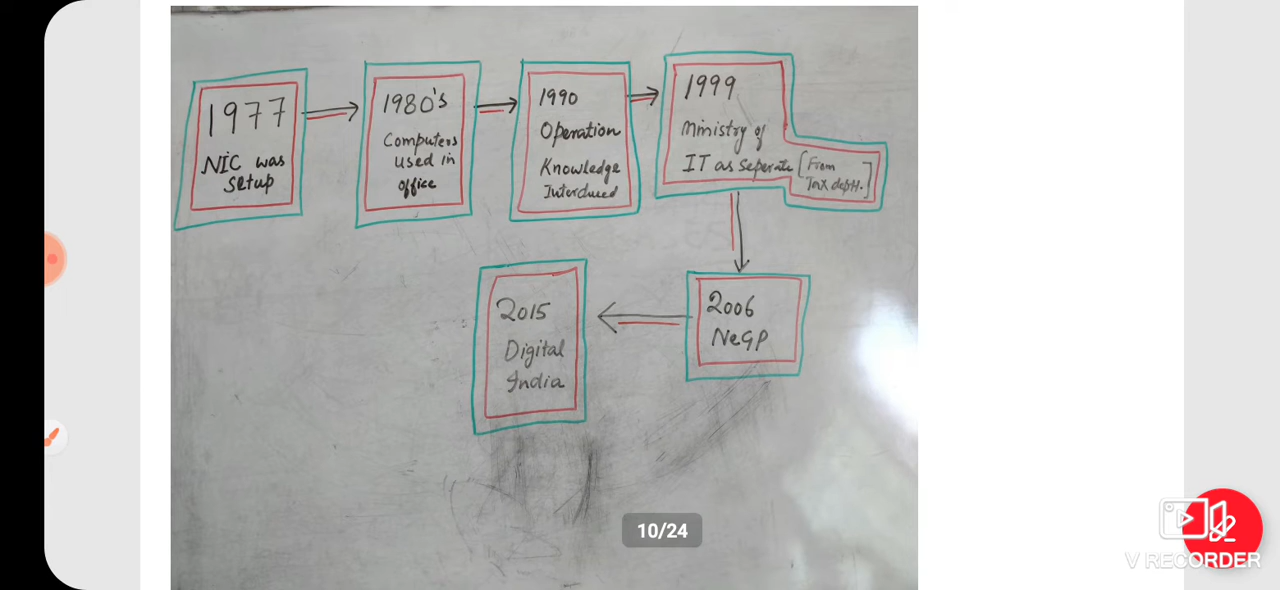 1977
NIC was
setup
1980's
Computers
used in
office
1990
Operation
Knowledge
Interduced
1999
Ministry of
IT as seperate [From
Tax deptt.]
2006
NeGP
2015
Digital
India
10/24
V RECORDER